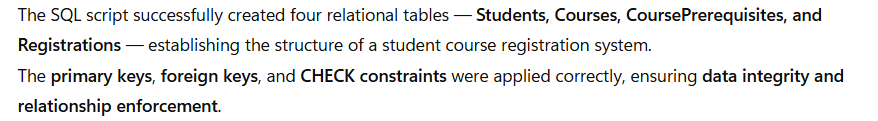 The SQL script successfully created four relational tables — Students, Courses, CoursePrerequisites, and
Registrations — establishing the structure of a student course registration system.
The primary keys, foreign keys, and CHECK constraints were applied correctly, ensuring data integrity and
relationship enforcement.